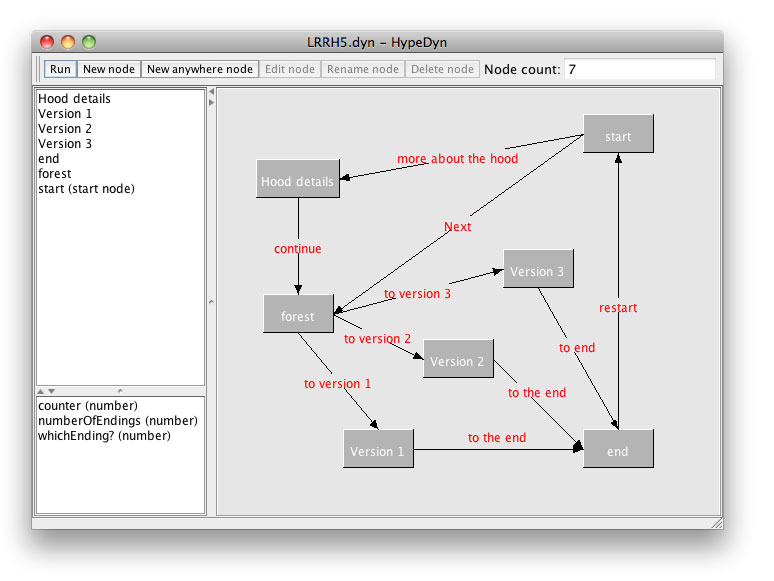 LRRH5.dyn - HypeDyn
Run New node New anywhere node Edit node Rename node Delete node Node count: 7
Hood details
Version 1
Version 2
Version 3
end
forest
start (start node)
counter (number)
numberOfEndings (number)
whichEnding? (number)
start
more about the hood
Hood details
Next
continue
Version 3
to version 3
restart
forest
to version 2
to end
Version 2
to version 1
to the end
to the end
Version 1
end